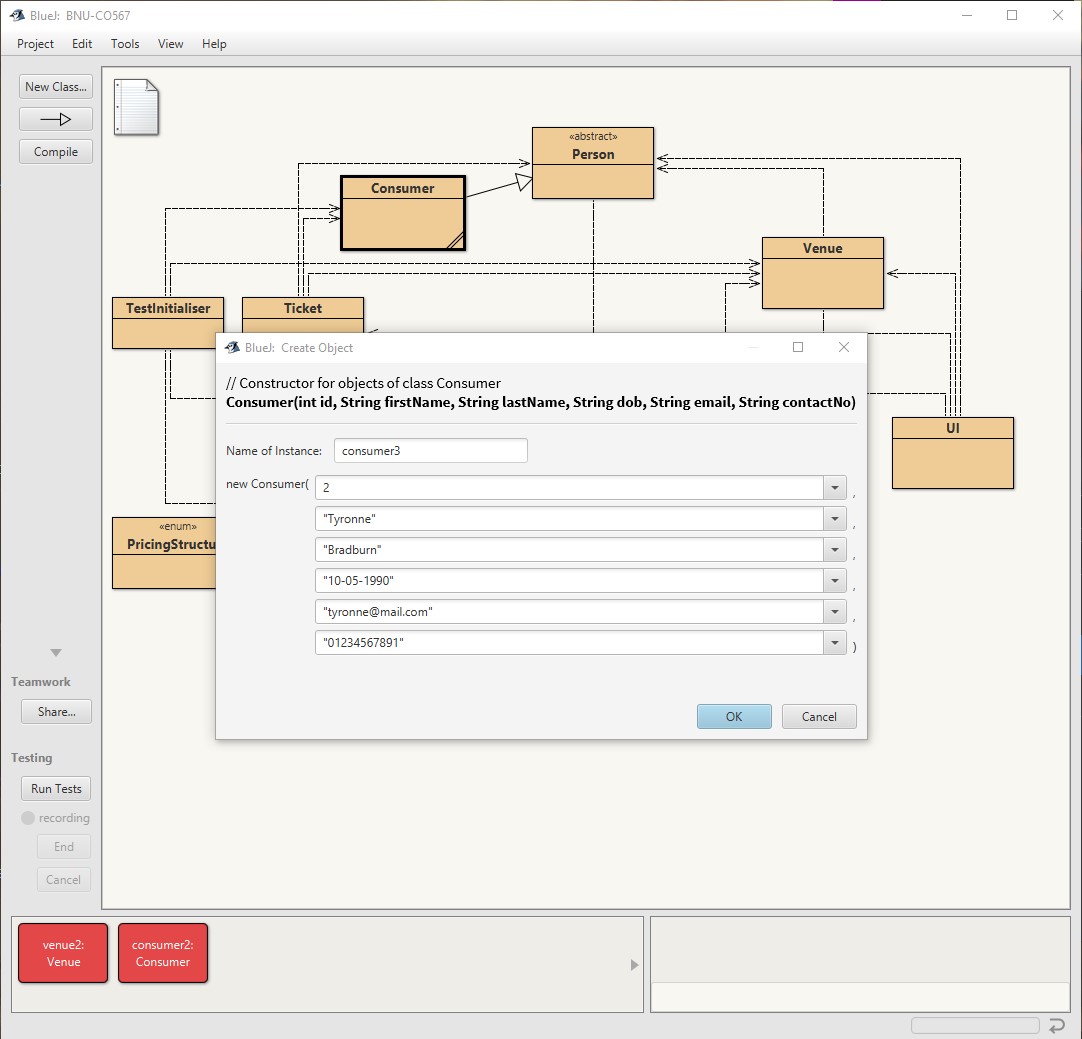 BlueJ:  BNU-CO567
Project Edit Tools View Help
New Class...
Compile
«abstract»
Person
Consumer
Venue
TestInitialiser
Ticket
BlueJ:  Create Object
// Constructor for objects of class Consumer
Consumer(int id, String firstName, String lastName, String dob, String email, String contactNo)
Name of Instance: consumer3
new Consumer( 2 ,
"Tyronne" ,
"Bradburn" ,
"10-05-1990" ,
"tyronne@mail.com" ,
"01234567891" )
OK Cancel
UI
«enum»
PricingStructu
Teamwork
Share...
Testing
Run Tests
recording
End
Cancel
venue2:
Venue
consumer2:
Consumer